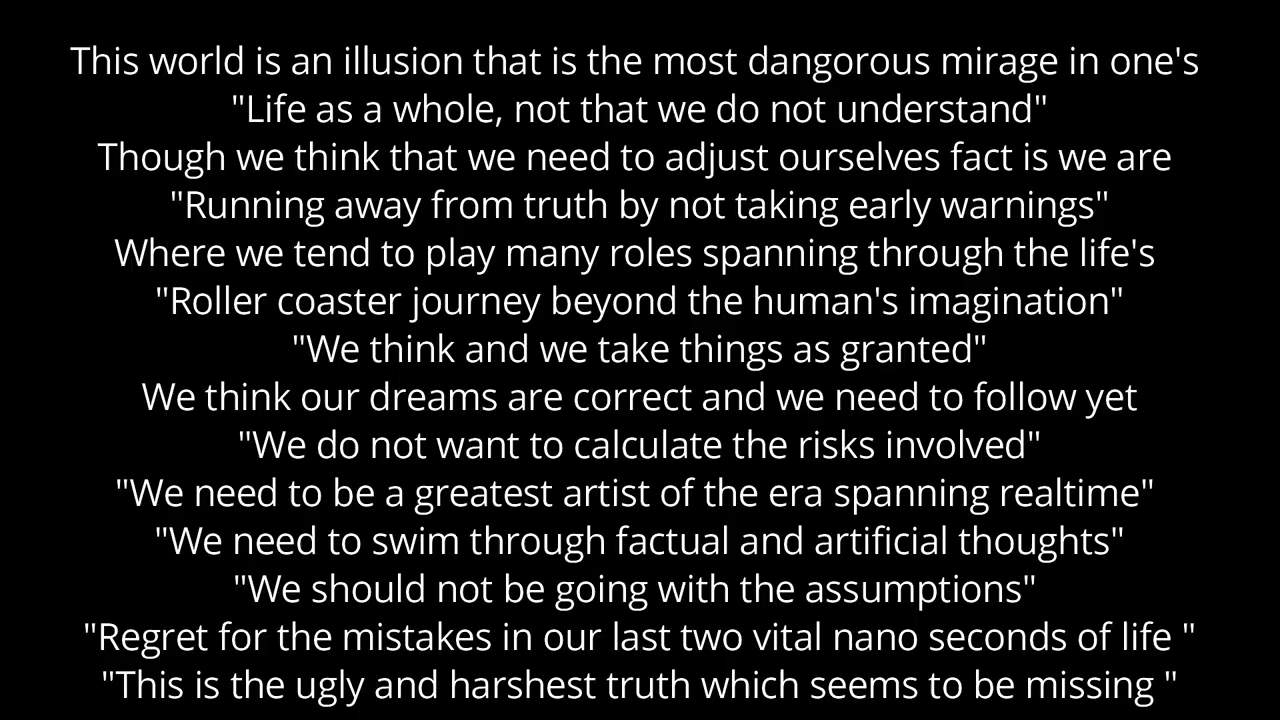 This world is an illusion that is the most dangorous mirage in one's
"Life as a whole, not that we do not understand"
Though we think that we need to adjust ourselves fact is we are
"Running away from truth by not taking early warnings"
Where we tend to play many roles spanning through the life's
"Roller coaster journey beyond the human's imagination"
"We think and we take things as granted"
We think our dreams are correct and we need to follow yet
"We do not want to calculate the risks involved"
"We need to be a greatest artist of the era spanning realtime"
"We need to swim through factual and artificial thoughts"
"We should not be going with the assumptions"
"Regret for the mistakes in our last two vital nano seconds of life "
"This is the ugly and harshest truth which seems to be missing "